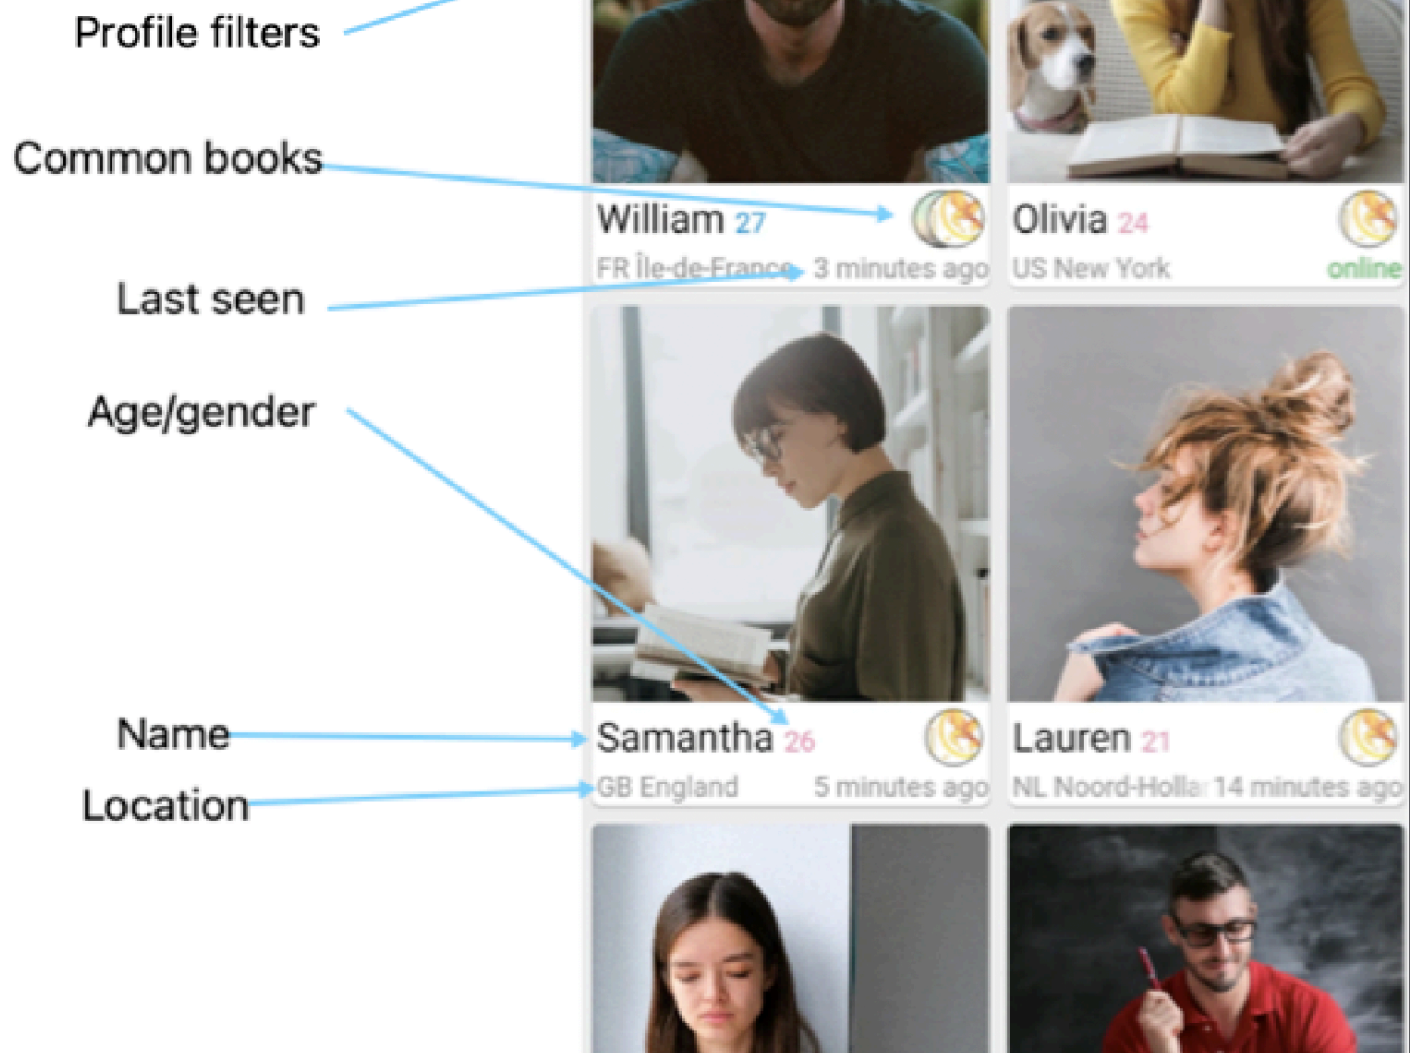 Profile filters
Common books
William 27
Olivia 24
FR Île-de-France 3 minutes ago
US New York online
Last seen
Age/gender
Name
Samantha 26
Lauren 21
Location
GB England 5 minutes ago
NL Noord-Hollar 14 minutes ago